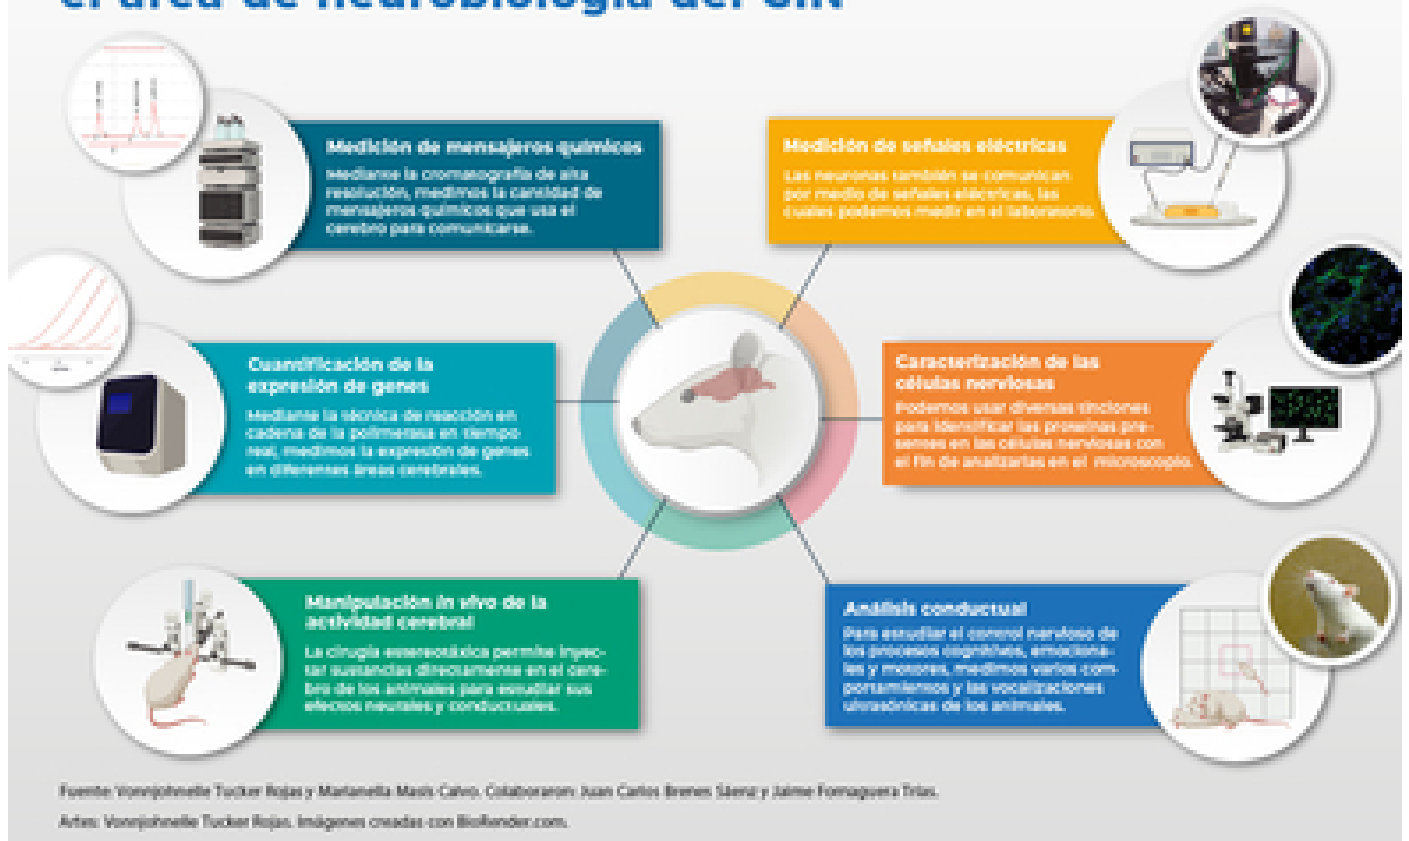 el área de neurobiología del CIN
Medición de mensajeros químicos
Mediante la cromatografía de alta
resolución, medimos la cantidad de
mensajeros químicos que usa el
cerebro para comunicarse.
Medición de señales eléctricas
Las neuronas también se comunican
por medio de señales eléctricas, las
cuales podemos medir en el laboratorio.
Cuantificación de la
expresión de genes
Mediante la técnica de reacción en
cadena de la polimerasa en tiempo
real, medimos la expresión de genes
en diferentes áreas cerebrales.
Caracterización de las
células nerviosas
Podemos usar diversas tinciones
para identificar las proteínas pre-
sentes en las células nerviosas con
el fin de analizarlas en el microscopio.
Manipulación in vivo de la
actividad cerebral
La cirugía estereotáxica permite inyec-
tar sustancias directamente en el cere-
bro de los animales para estudiar sus
efectos neurales y conductuales.
Análisis conductual
Para estudiar el control nervioso de
los procesos cognitivos, emociona-
les y motores, medimos varios com-
portamientos y las vocalizaciones
ultrasónicas de los animales.
Fuente: Vonnjohnelle Tucker Rojas y Marianella Masís Calvo. Colaboraron: Juan Carlos Brenes Sáenz y Jaime Fornaguera Trías.
Artes: Vonnjohnelle Tucker Rojas. Imágenes creadas con BioRender.com.